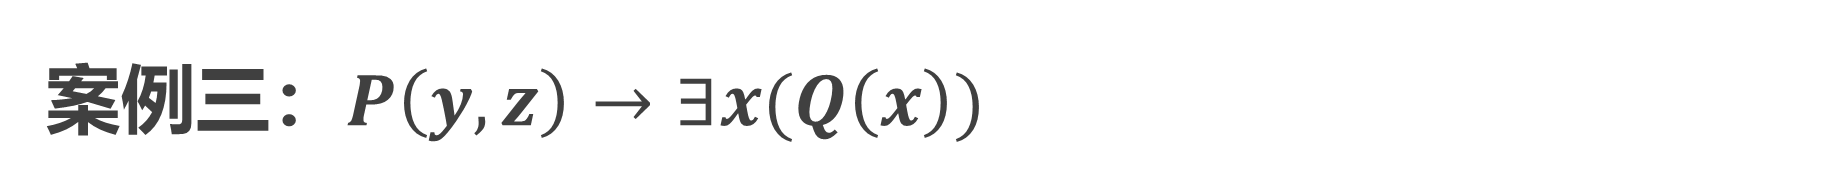 案例三：P(y, z) → ∃x(Q(x))